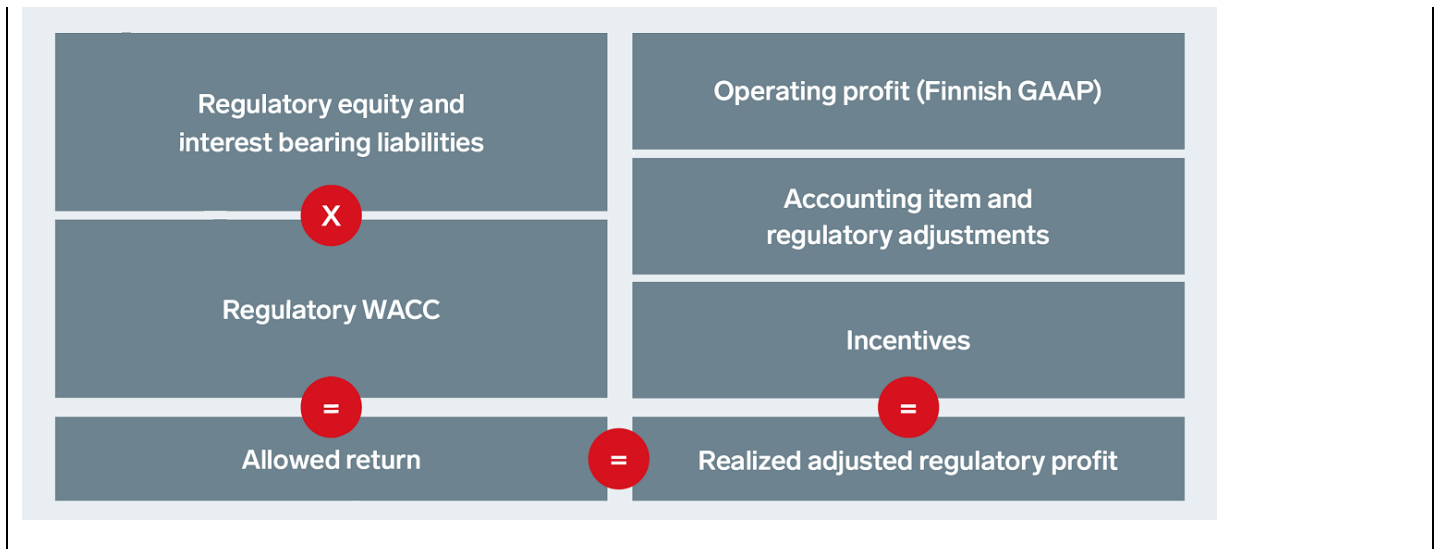 Regulatory equity and
interest bearing liabilities
X
Regulatory WACC
=
Allowed return
=
Operating profit (Finnish GAAP)
Accounting item and
regulatory adjustments
Incentives
=
Realized adjusted regulatory profit